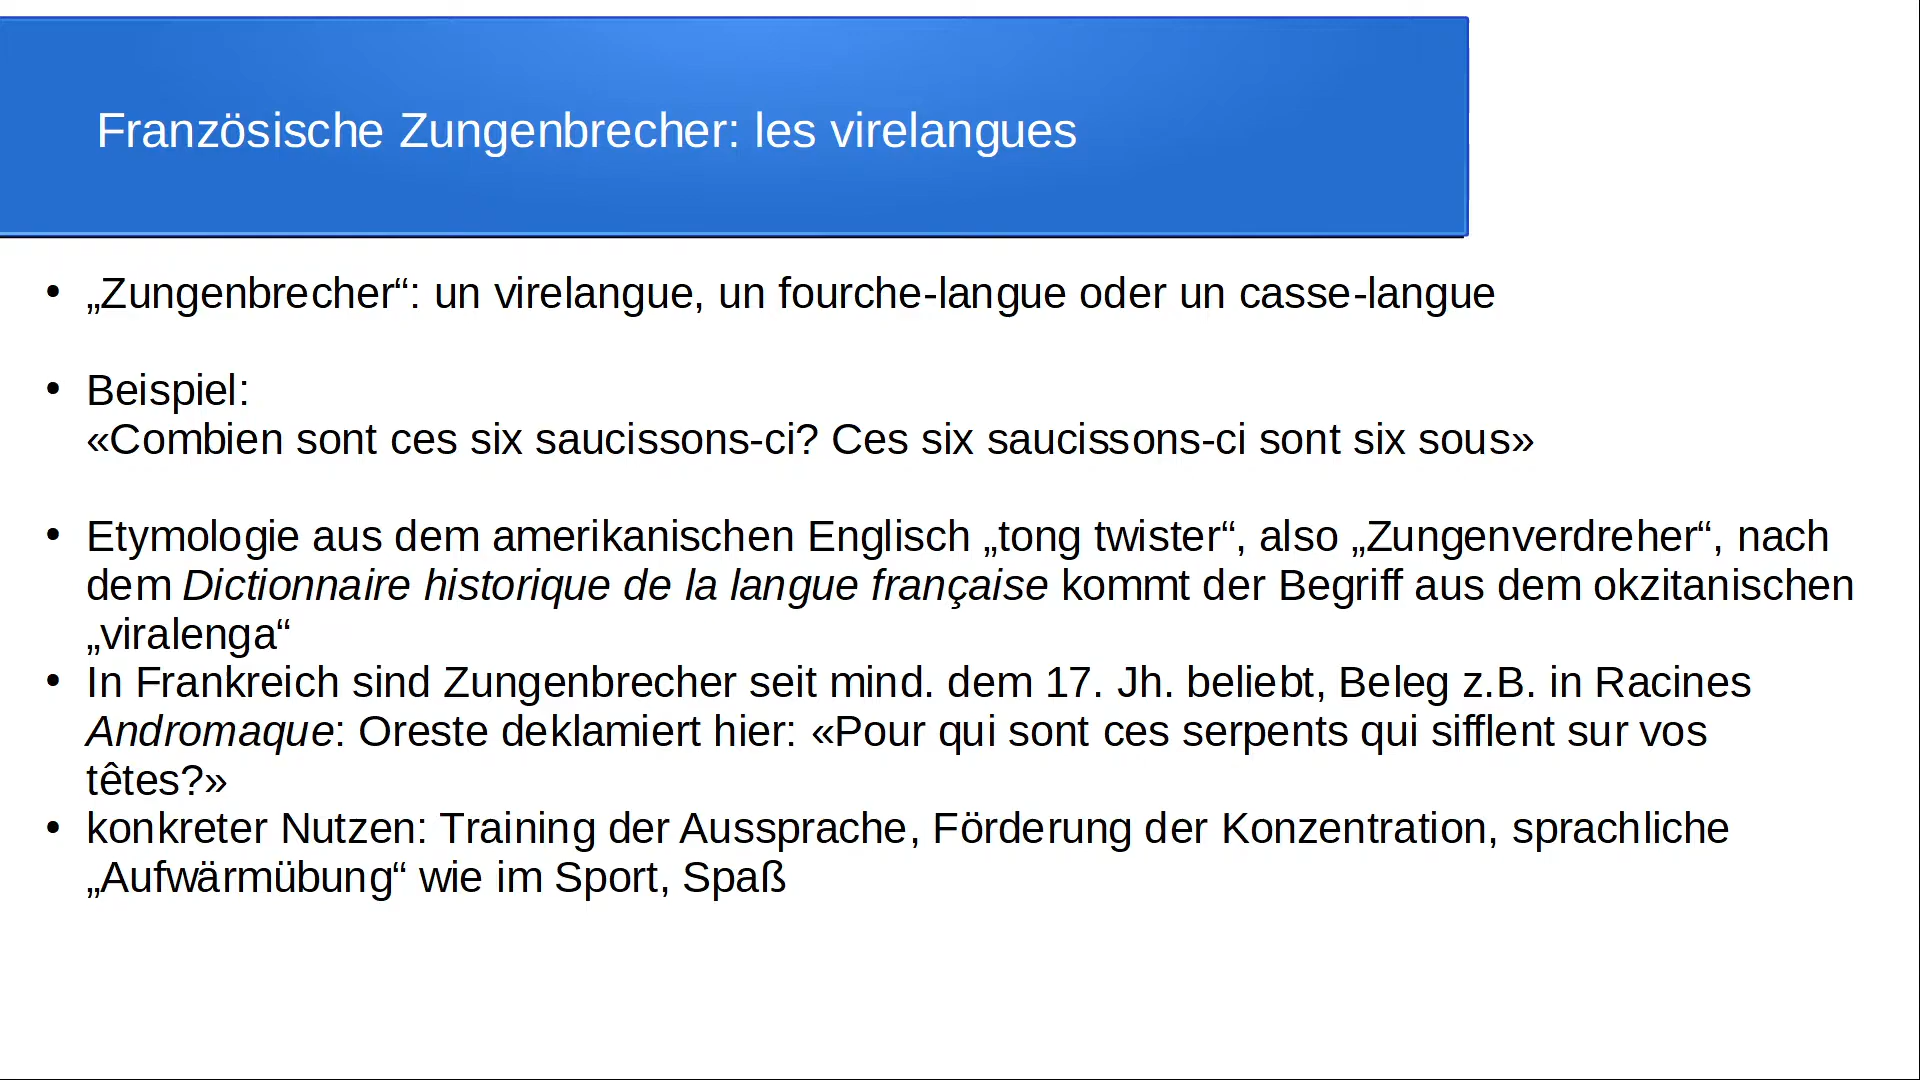 Französische Zungenbrecher: les virelangues
• „Zungenbrecher“: un virelangue, un fourche-langue oder un casse-langue
• Beispiel:
«Combien sont ces six saucissons-ci? Ces six saucissons-ci sont six sous»
• Etymologie aus dem amerikanischen Englisch „tong twister“, also „Zungenverdreher“, nach
dem Dictionnaire historique de la langue française kommt der Begriff aus dem okzitanischen
„viralenga“
• In Frankreich sind Zungenbrecher seit mind. dem 17. Jh. beliebt, Beleg z.B. in Racines
Andromaque: Oreste deklamiert hier: «Pour qui sont ces serpents qui sifflent sur vos
têtes?»
• konkreter Nutzen: Training der Aussprache, Förderung der Konzentration, sprachliche
„Aufwärmübung“ wie im Sport, Spaß